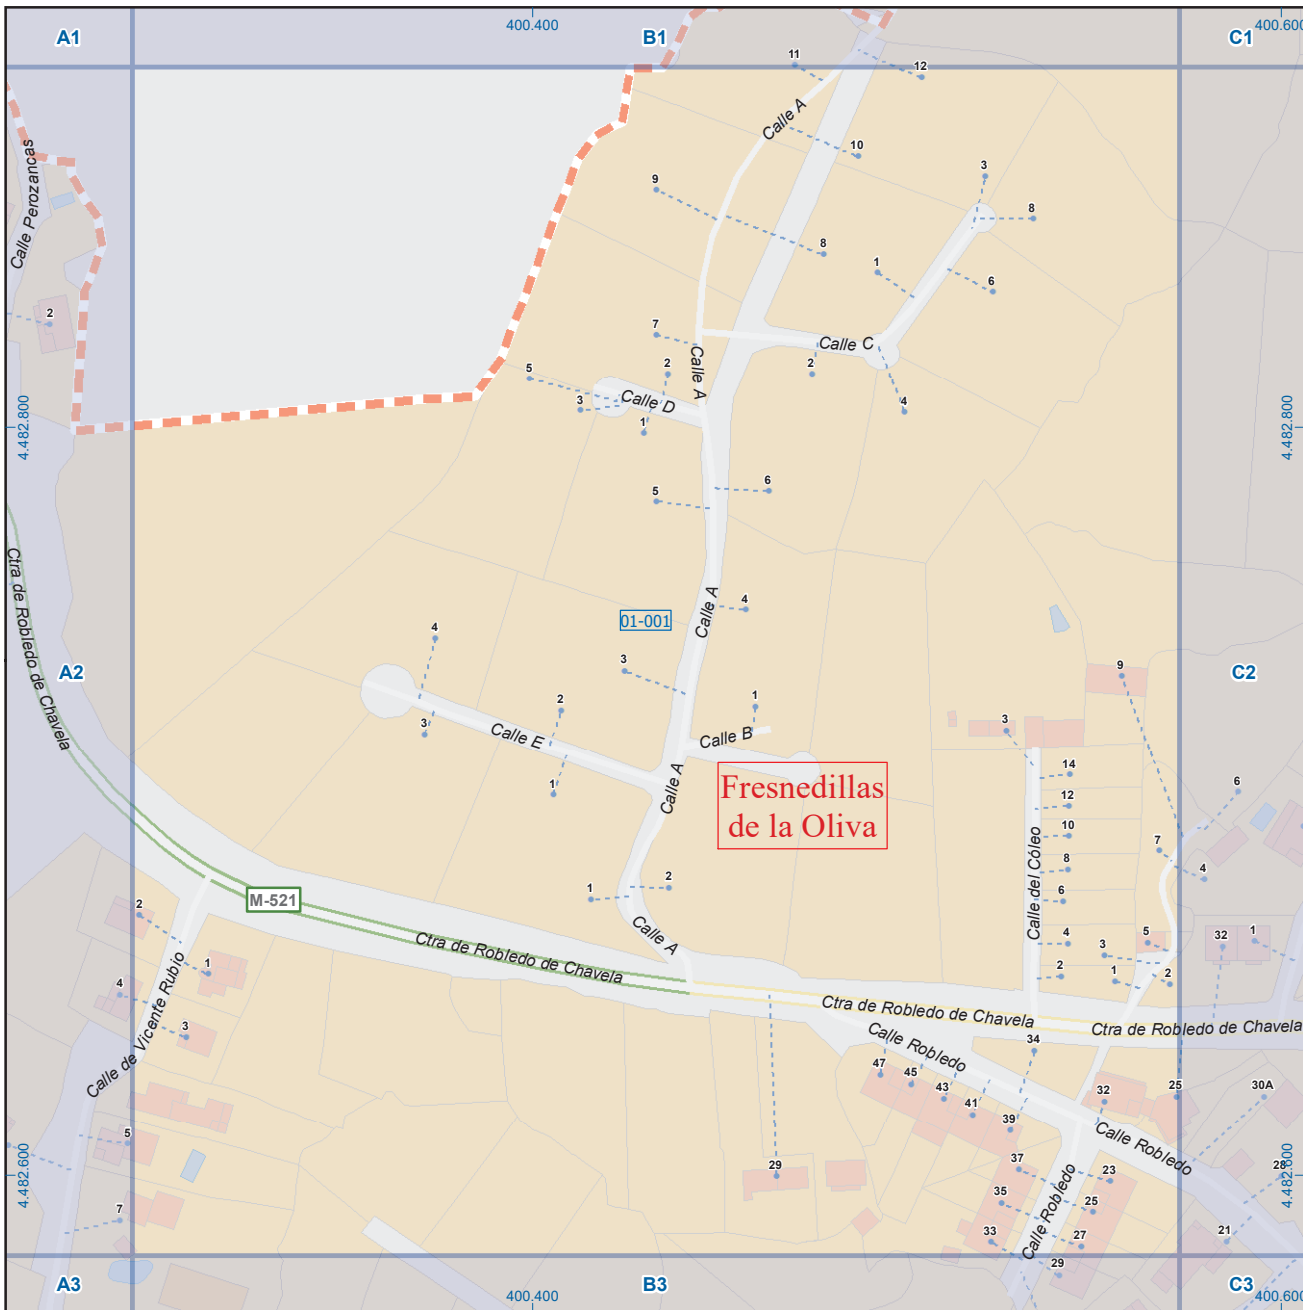 A1
400.400
B1
400.600
C1
11
12
Calle A
10
3
9
8
8
1
6
Calle Perozancas
2
7
Calle C
2
Calle A
2
5
3
Calle D
1
4
4.482.800
4.482.800
5
6
Ctra de Robledo de Chavela
Calle A
4
01-001
4
3
A2
C2
9
2
1
3
Calle E
Calle B
3
1
Calle A
14
12
10
8
6
4
2
Calle del Cóleo
Fresnedillas
de la Oliva
6
7
4
M-521
1
2
Calle A
2
1
4
3
Calle de Vicente Rubio
Ctra de Robledo de Chavela
3
5
1
2
32
1
Ctra de Robledo de Chavela
Ctra de Robledo de Chavela
Calle Robledo
34
47
45
43
41
39
32
25
30A
5
Calle Robledo
37
23
35
25
33
27
29
29
28
21
7
Calle Robledo
4.482.600
4.482.600
A3
400.400
B3
C3
400.600